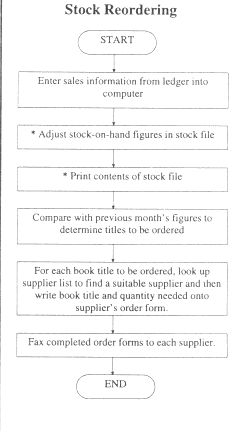 Stock Reordering
START
Enter sales information from ledger into
computer
* Adjust stock-on-hand figures in stock file
* Print contents of stock file
Compare with previous month's figures to
determine titles to be ordered
For each book title to be ordered, look up
supplier list to find a suitable supplier and then
write book title and quantity needed onto
supplier's order form.
Fax completed order forms to each supplier.
END